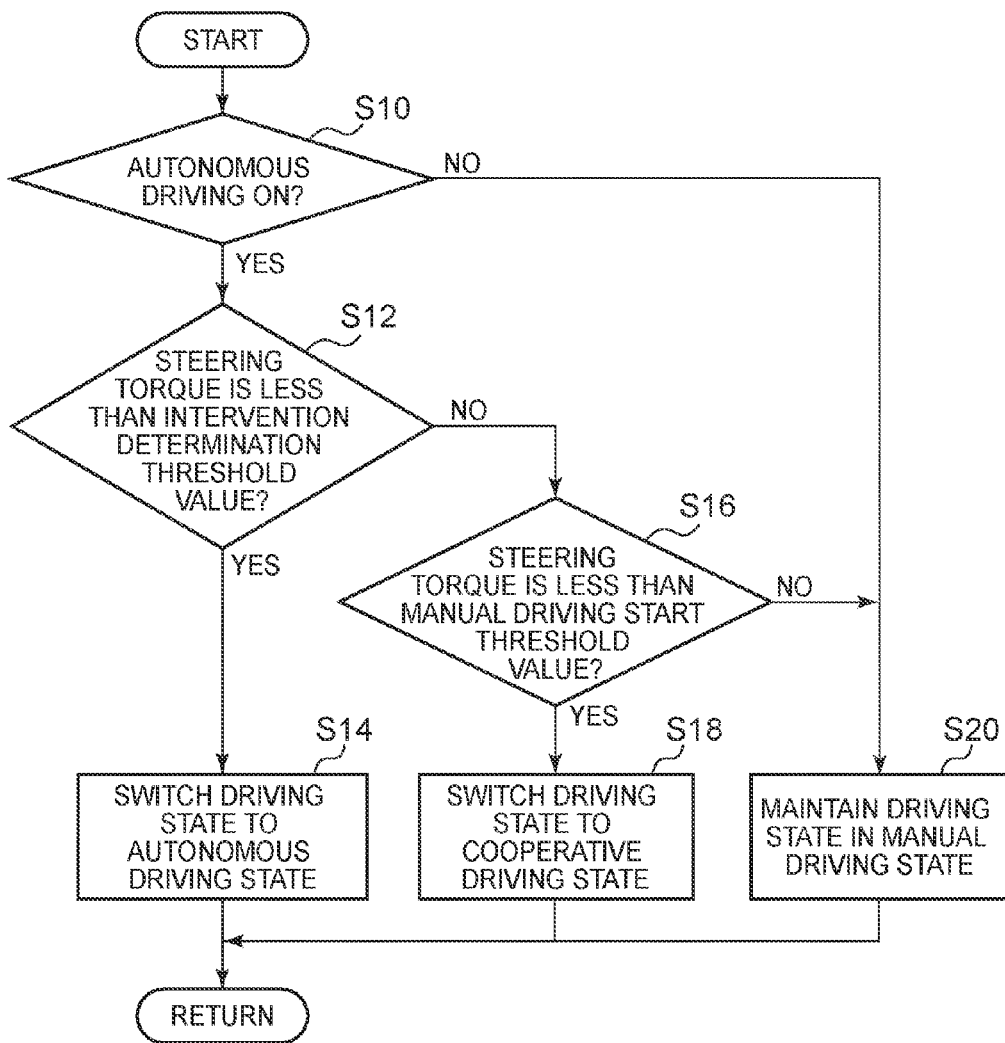 START
S10
AUTONOMOUS
DRIVING ON?
NO
YES
S12
STEERING
TORQUE IS LESS
THAN INTERVENTION
DETERMINATION
THRESHOLD
VALUE?
NO
YES
S16
STEERING
TORQUE IS LESS THAN
MANUAL DRIVING START
THRESHOLD
VALUE?
NO
YES
S14
SWITCH DRIVING
STATE TO
AUTONOMOUS
DRIVING STATE
S18
SWITCH DRIVING
STATE TO
COOPERATIVE
DRIVING STATE
S20
MAINTAIN DRIVING
STATE IN MANUAL
DRIVING STATE
RETURN